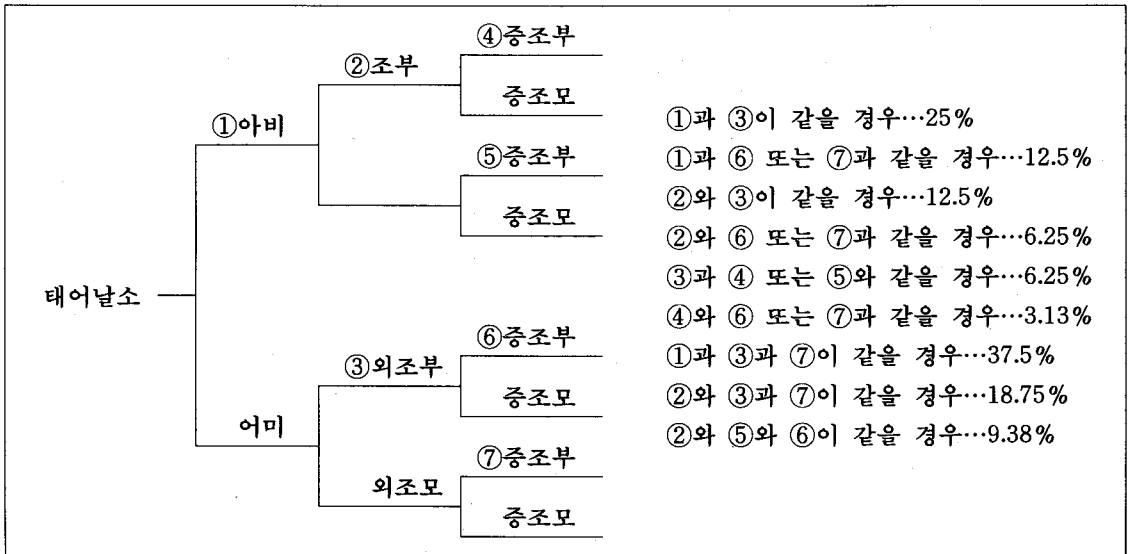 ④증조부
②조부
증조모
①아비
⑤증조부
증조모
태어날소
⑥증조부
③외조부
증조모
어미
⑦증조부
외조모
증조모
①과 ③이 같을 경우…25%
①과 ⑥ 또는 ⑦과 같을 경우…12.5%
②와 ③이 같을 경우…12.5%
②와 ⑥ 또는 ⑦과 같을 경우…6.25%
③과 ④ 또는 ⑤와 같을 경우…6.25%
④와 ⑥ 또는 ⑦과 같을 경우…3.13%
①과 ③과 ⑦이 같을 경우…37.5%
②와 ③과 ⑦이 같을 경우…18.75%
②와 ⑤와 ⑥이 같을 경우…9.38%